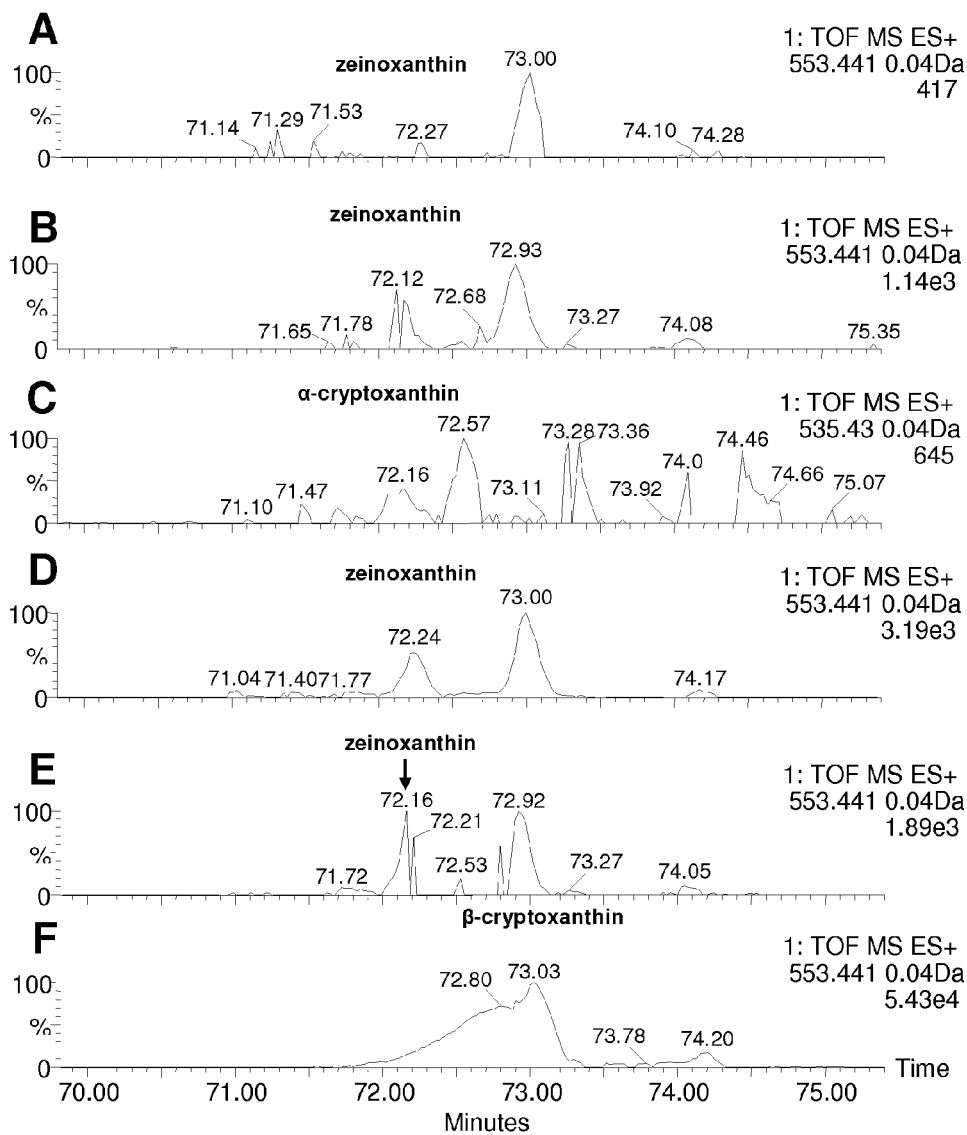 A
1: TOF MS ES+
553.441 0.04Da
417
zeinoxanthin
100
%
0
71.14
71.29
71.53
72.27
73.00
74.10
74.28
B
1: TOF MS ES+
553.441 0.04Da
1.14e3
zeinoxanthin
100
%
0
71.65
71.78
72.12
72.68
72.93
73.27
74.08
75.35
C
1: TOF MS ES+
535.43 0.04Da
645
α-cryptoxanthin
100
%
0
71.10
71.47
72.16
72.57
73.11
73.28
73.36
73.92
74.0
74.46
74.66
75.07
D
1: TOF MS ES+
553.441 0.04Da
3.19e3
zeinoxanthin
100
%
0
71.04
71.40
71.77
72.24
73.00
74.17
E
1: TOF MS ES+
553.441 0.04Da
1.89e3
zeinoxanthin
100
%
0
71.72
72.16
72.21
72.53
72.92
73.27
74.05
F
1: TOF MS ES+
553.441 0.04Da
5.43e4
β-cryptoxanthin
100
%
0
72.80
73.03
73.78
74.20
Time
70.00 71.00 72.00 73.00 74.00 75.00
Minutes